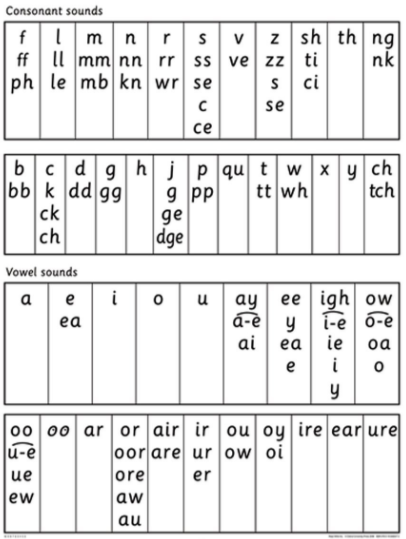 Consonant sounds
f l m n r s v z sh th ng
ff ll mm nn rr ss ve zz ti nk
ph le mb kn wr se s ci
c se
ce
b c d g h j p qu t w x y ch
bb k dd gg g pp tt wh tch
ck ge
ch dge
Vowel sounds
a e i o u ay ee igh ow
ea a-e y i-e o-e
ai ea ie oa
e i o
y
oo oo ar or air ir ou oy ire ear ure
u-e oor are ur ow oi
ue ore er
ew aw
au